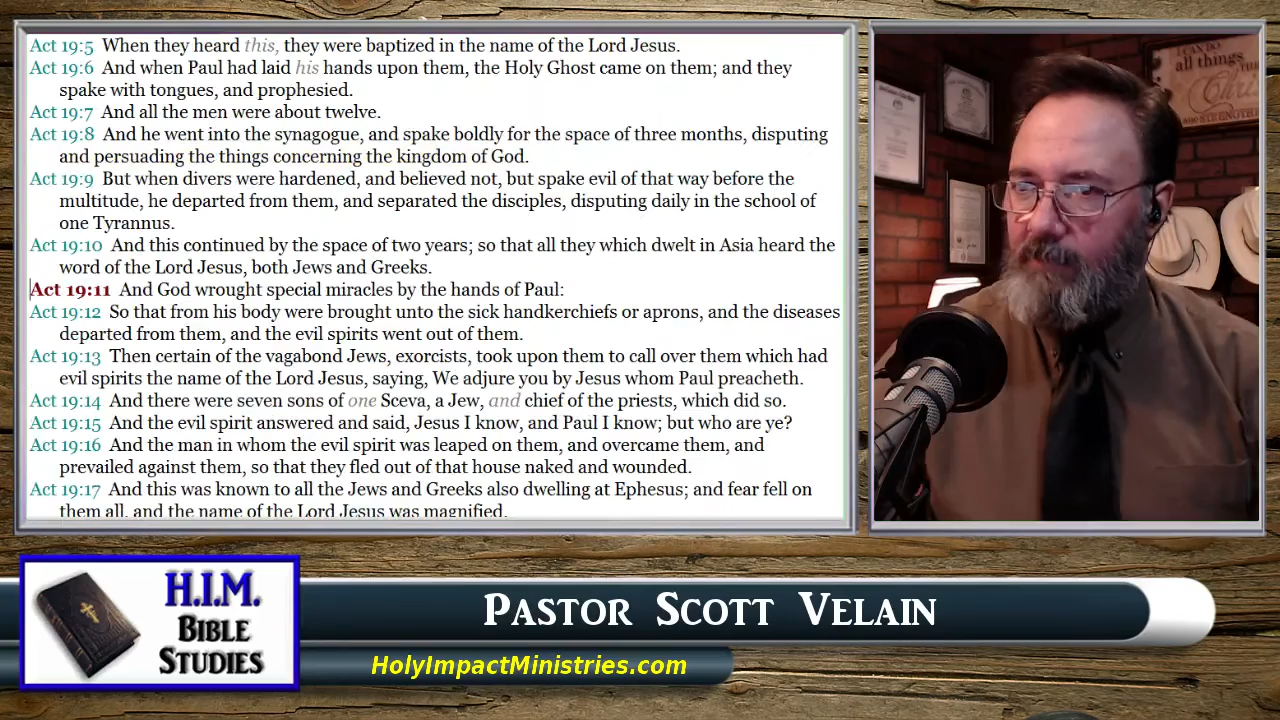 Act 19:5 When they heard this, they were baptized in the name of the Lord Jesus.
Act 19:6 And when Paul had laid his hands upon them, the Holy Ghost came on them; and they
spake with tongues, and prophesied.
Act 19:7 And all the men were about twelve.
Act 19:8 And he went into the synagogue, and spake boldly for the space of three months, disputing
and persuading the things concerning the kingdom of God.
Act 19:9 But when divers were hardened, and believed not, but spake evil of that way before the
multitude, he departed from them, and separated the disciples, disputing daily in the school of
one Tyrannus.
Act 19:10 And this continued by the space of two years; so that all they which dwelt in Asia heard the
word of the Lord Jesus, both Jews and Greeks.
Act 19:11 And God wrought special miracles by the hands of Paul:
Act 19:12 So that from his body were brought unto the sick handkerchiefs or aprons, and the diseases
departed from them, and the evil spirits went out of them.
Act 19:13 Then certain of the vagabond Jews, exorcists, took upon them to call over them which had
evil spirits the name of the Lord Jesus, saying, We adjure you by Jesus whom Paul preacheth.
Act 19:14 And there were seven sons of one Sceva, a Jew, and chief of the priests, which did so.
Act 19:15 And the evil spirit answered and said, Jesus I know, and Paul I know; but who are ye?
Act 19:16 And the man in whom the evil spirit was leaped on them, and overcame them, and
prevailed against them, so that they fled out of that house naked and wounded.
Act 19:17 And this was known to all the Jews and Greeks also dwelling at Ephesus; and fear fell on
them all, and the name of the Lord Jesus was magnified.
I CAN DO
all things
Christ
STRENGTH
H.I.M.
BIBLE
STUDIES
PASTOR SCOTT VELAIN
HolyImpactMinistries.com